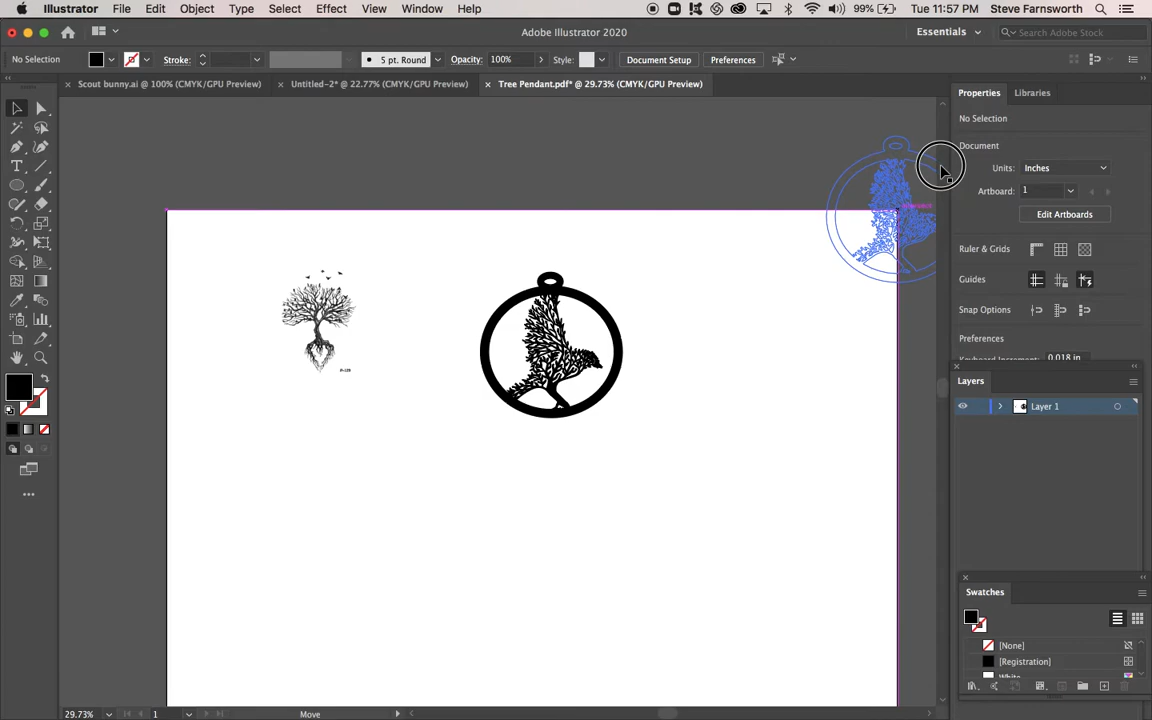 Illustrator File Edit Object Type Select Effect View Window Help 99% Tue 11:57 PM Steve Farnsworth
Adobe Illustrator 2020 Essentials Search Adobe Stock
No Selection Stroke: 5 pt. Round Opacity: 100% Style: Document Setup Preferences
Scout bunny.ai @ 100% (CMYK/GPU Preview) Untitled-2* @ 22.77% (CMYK/GPU Preview) Tree Pendant.pdf* @ 29.73% (CMYK/GPU Preview)
Properties Libraries
No Selection
Document
Units: Inches
Artboard: 1
Edit Artboards
Ruler & Grids
Guides
Snap Options
Preferences
Keyboard Increment: 0.018 in
Layers
Layer 1
Swatches
[None]
[Registration]
White
29.73% 1 Move